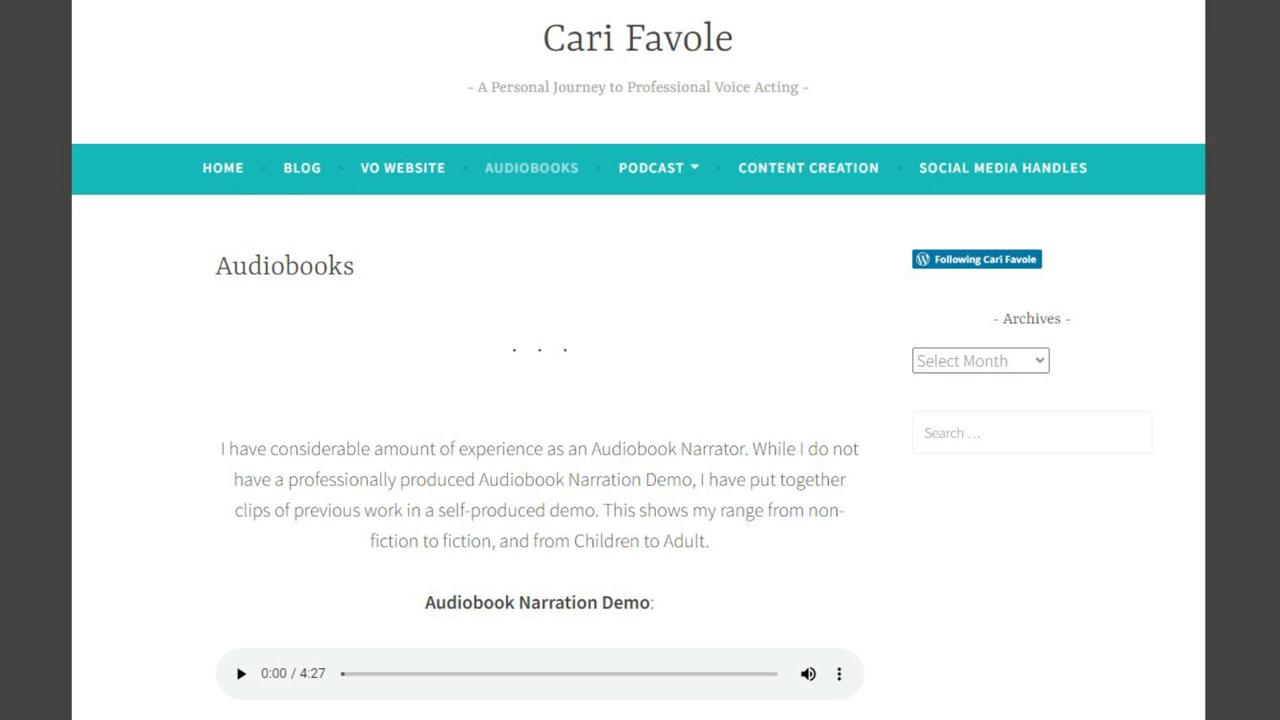 Cari Favole
- A Personal Journey to Professional Voice Acting -
HOME BLOG VO WEBSITE AUDIOBOOKS PODCAST CONTENT CREATION SOCIAL MEDIA HANDLES
Audiobooks
. . .
I have considerable amount of experience as an Audiobook Narrator. While I do not
have a professionally produced Audiobook Narration Demo, I have put together
clips of previous work in a self-produced demo. This shows my range from non-
fiction to fiction, and from Children to Adult.
Audiobook Narration Demo:
0:00 / 4:27
Following Cari Favole
- Archives -
Select Month
Search …